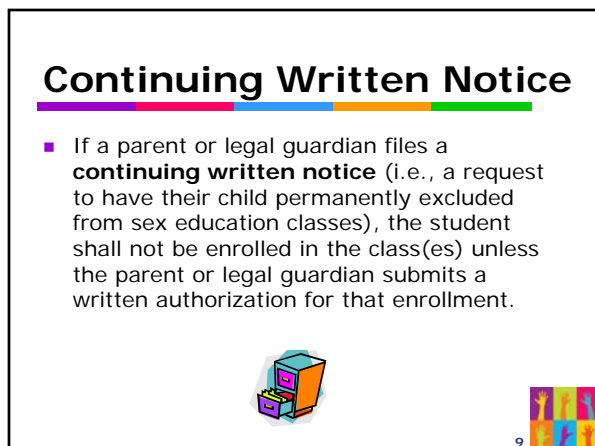 Continuing Written Notice
If a parent or legal guardian files a
continuing written notice (i.e., a request
to have their child permanently excluded
from sex education classes), the student
shall not be enrolled in the class(es) unless
the parent or legal guardian submits a
written authorization for that enrollment.
9